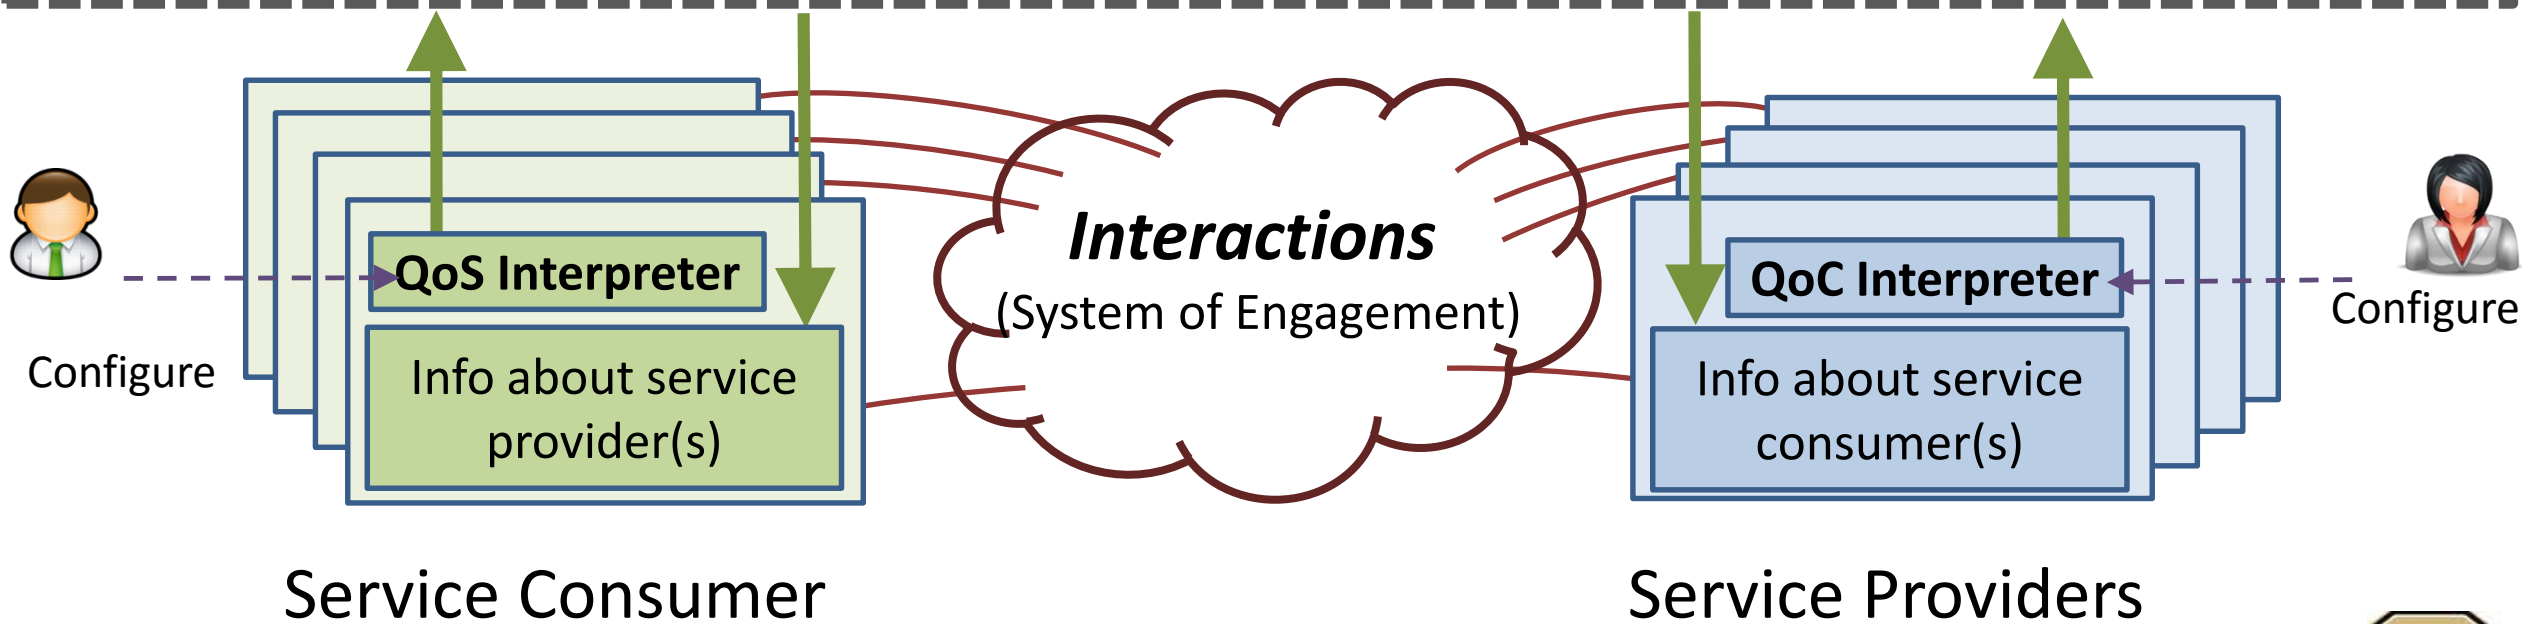 QoS Interpreter
Info about service
provider(s)
Configure
Service Consumer
Interactions
(System of Engagement)
QoC Interpreter
Info about service
consumer(s)
Configure
Service Providers